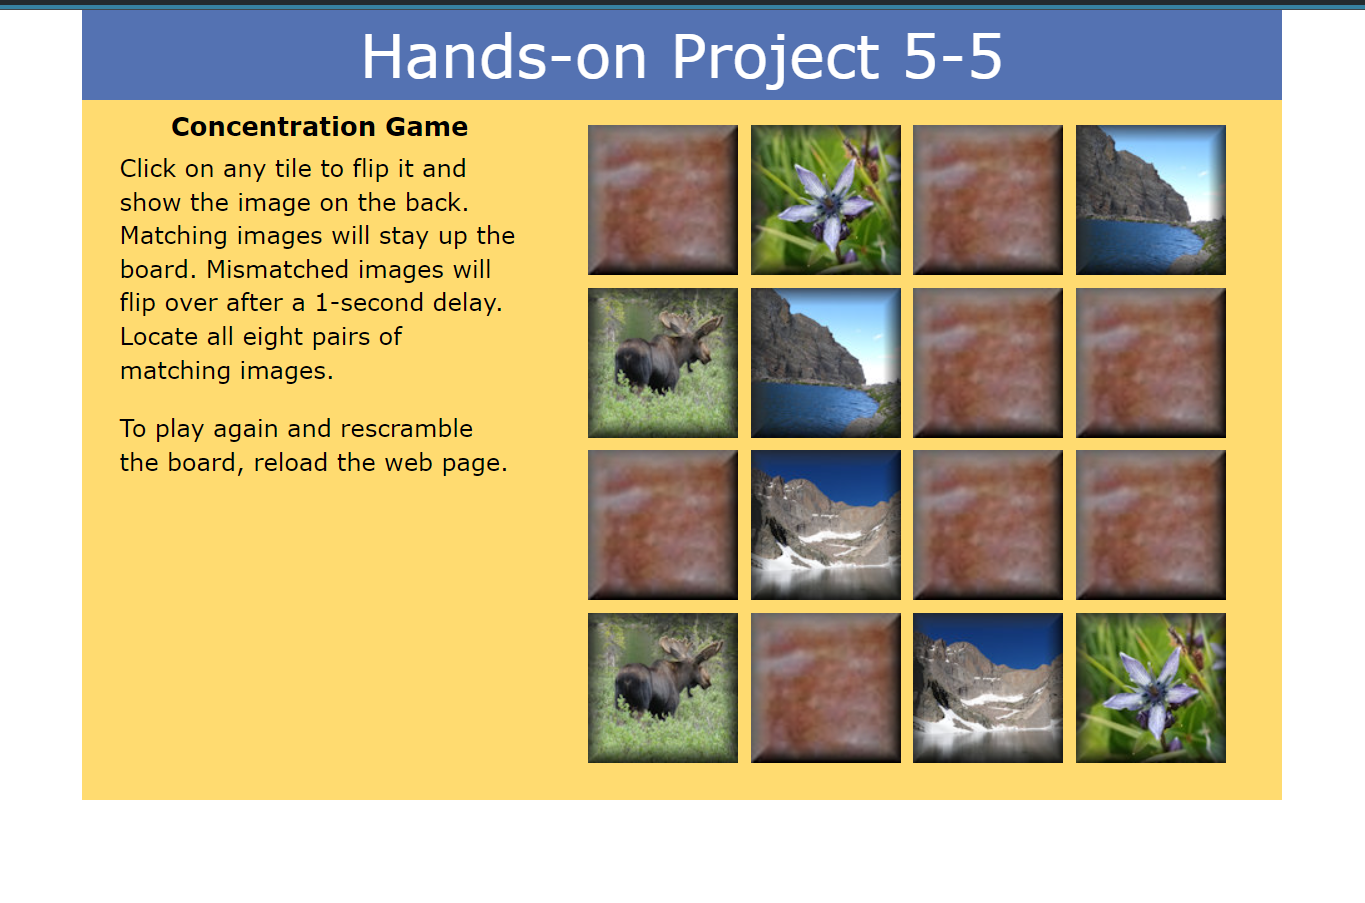 Hands-on Project 5-5
Concentration Game
Click on any tile to flip it and
show the image on the back.
Matching images will stay up the
board. Mismatched images will
flip over after a 1-second delay.
Locate all eight pairs of
matching images.
To play again and rescramble
the board, reload the web page.